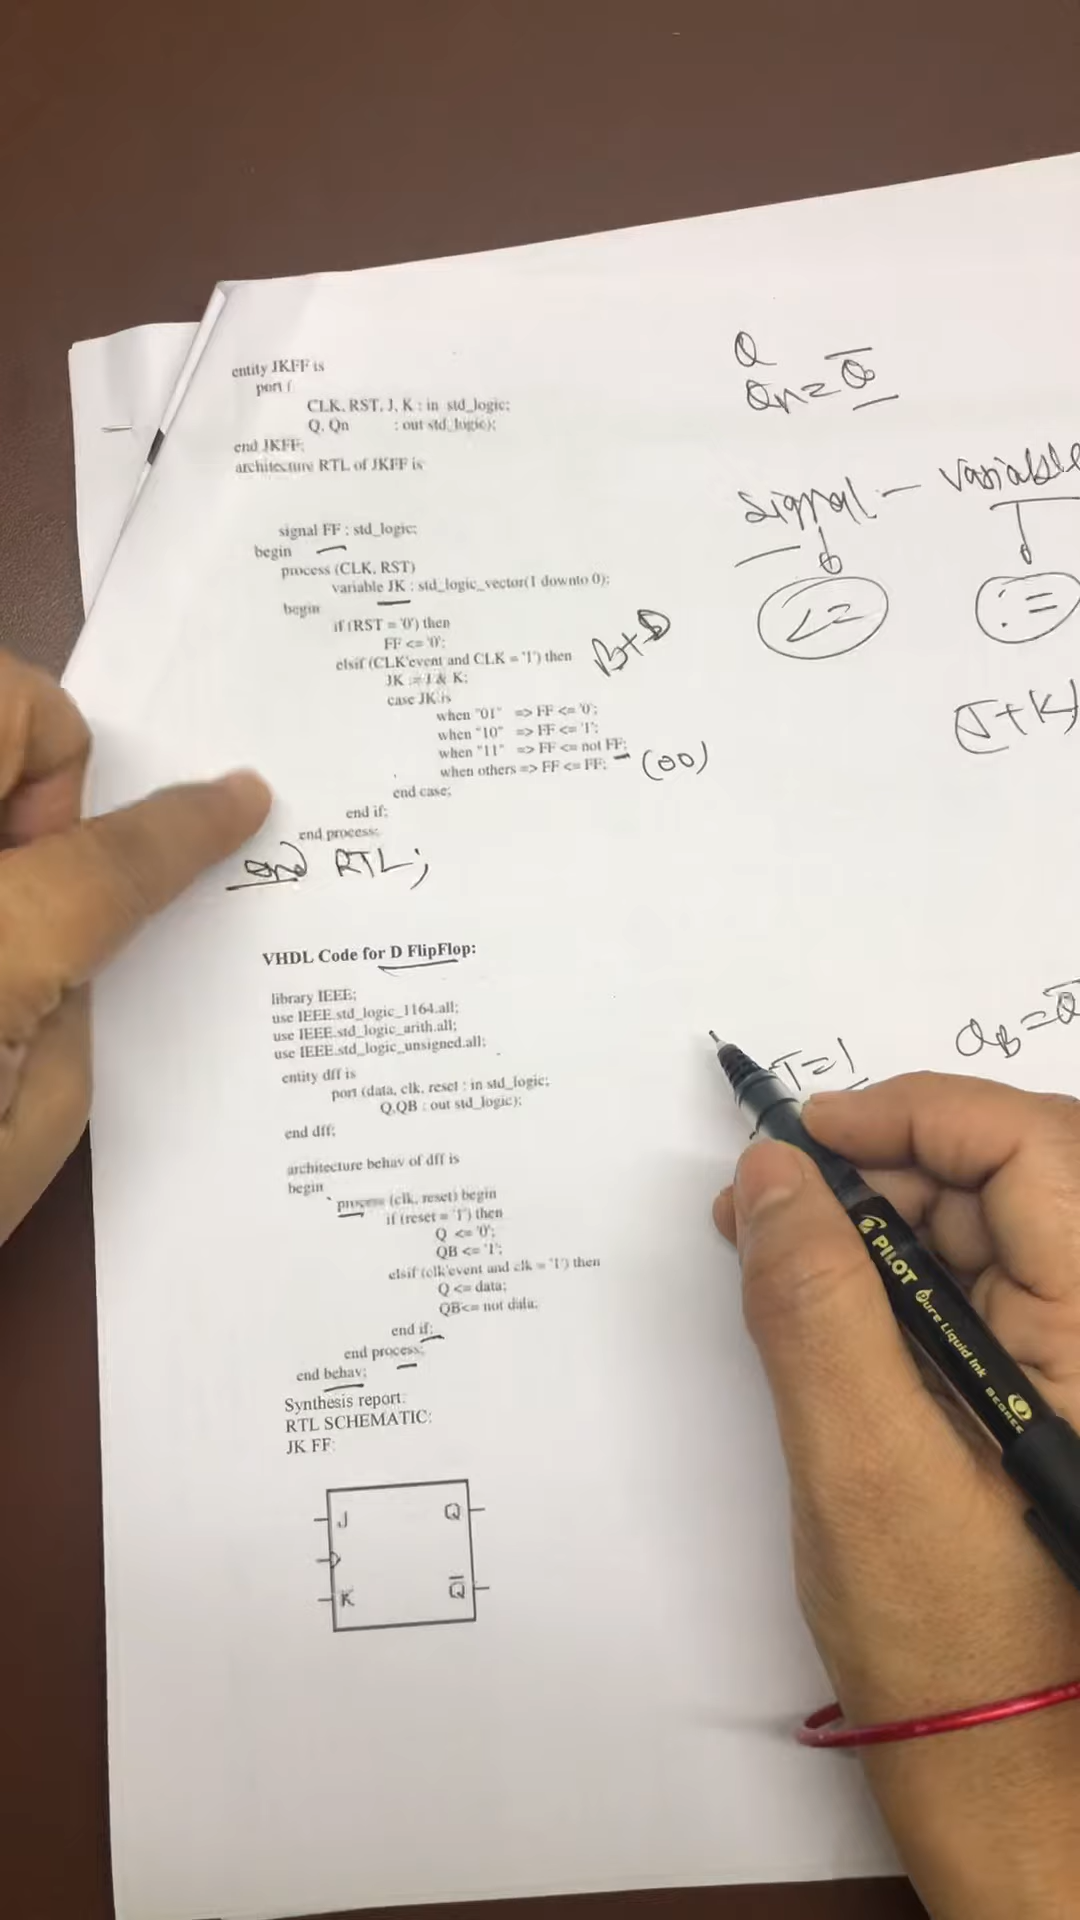 entity JKFF is
port (
CLK, RST, J, K : in std_logic;
Q, Qn : out std_logic);
end JKFF;
architecture RTL of JKFF is
signal FF : std_logic;
begin
process (CLK, RST)
variable JK : std_logic_vector(1 downto 0);
begin
if (RST = '0') then
FF <= '0';
elsif (CLK'event and CLK = '1') then
JK := J & K;
case JK is
when "01" => FF <= '0';
when "10" => FF <= '1';
when "11" => FF <= not FF;
when others => FF <= FF;
(00)
end case;
end if;
end process;
end RTL;
Q
Qn = Q̅
signal - variable
<=
:=
(J+K)
VHDL Code for D FlipFlop:
library IEEE;
use IEEE.std_logic_1164.all;
use IEEE.std_logic_arith.all;
use IEEE.std_logic_unsigned.all;
entity dff is
port (data, clk, reset : in std_logic;
Q,QB : out std_logic);
end dff;
QB = Q̅
T=1
architecture behav of dff is
begin
process (clk, reset) begin
if (reset = '1') then
Q <= '0';
QB <= '1';
elsif (clk'event and clk = '1') then
Q <= data;
QB<= not data;
end if;
end process;
end behav;
Synthesis report:
RTL SCHEMATIC:
JK FF:
J Q
K Q̅
PILOT Pure Liquid Ink BEGREE